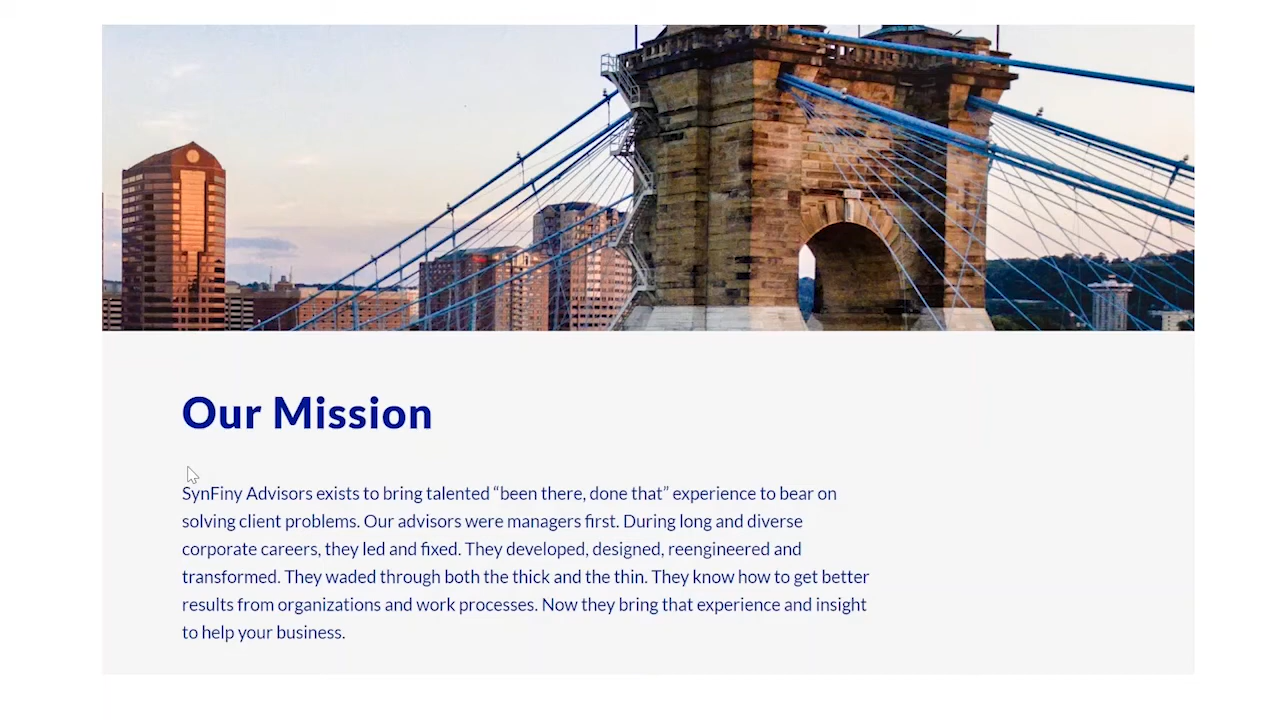 Our Mission
SynFiny Advisors exists to bring talented “been there, done that” experience to bear on
solving client problems. Our advisors were managers first. During long and diverse
corporate careers, they led and fixed. They developed, designed, reengineered and
transformed. They waded through both the thick and the thin. They know how to get better
results from organizations and work processes. Now they bring that experience and insight
to help your business.